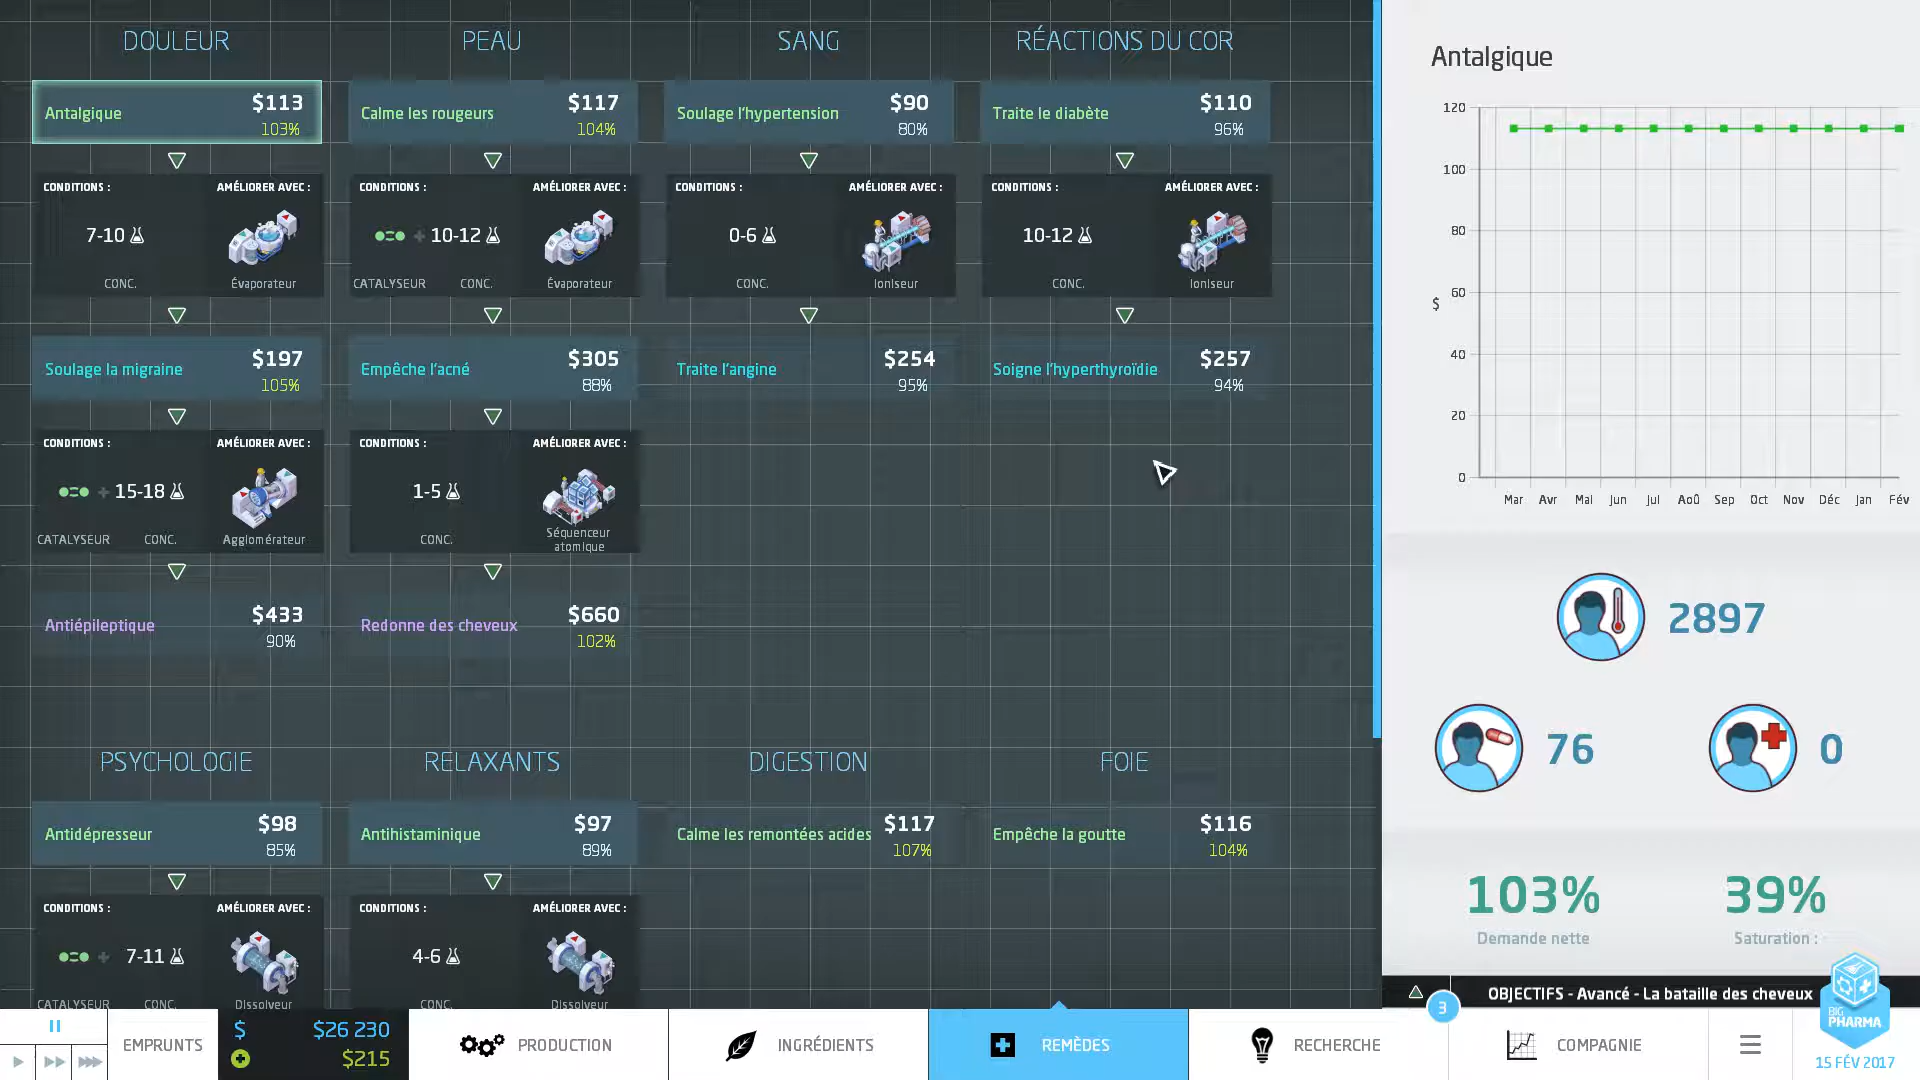 DOULEUR
PEAU
SANG
RÉACTIONS DU COR
Antalgique
$113
103%
Calme les rougeurs
$117
104%
Soulage l'hypertension
$90
80%
Traite le diabète
$110
96%
CONDITIONS :
AMÉLIORER AVEC :
7-10
CONC.
Évaporateur
CONDITIONS :
AMÉLIORER AVEC :
+ 10-12
CATALYSEUR
CONC.
Évaporateur
CONDITIONS :
AMÉLIORER AVEC :
0-6
CONC.
Ioniseur
CONDITIONS :
AMÉLIORER AVEC :
10-12
CONC.
Ioniseur
Soulage la migraine
$197
105%
Empêche l'acné
$305
88%
Traite l'angine
$254
95%
Soigne l'hyperthyroïdie
$257
94%
CONDITIONS :
AMÉLIORER AVEC :
+ 15-18
CATALYSEUR
CONC.
Agglomérateur
CONDITIONS :
AMÉLIORER AVEC :
1-5
CONC.
Séquenceur
atomique
Antiépileptique
$433
90%
Redonne des cheveux
$660
102%
PSYCHOLOGIE
RELAXANTS
DIGESTION
FOIE
Antidépresseur
$98
85%
Antihistaminique
$97
89%
Calme les remontées acides
$117
107%
Empêche la goutte
$116
104%
CONDITIONS :
AMÉLIORER AVEC :
+ 7-11
CATALYSEUR
CONC.
Dissolveur
CONDITIONS :
AMÉLIORER AVEC :
4-6
CONC.
Dissolveur
Antalgique
120
100
80
60
40
20
0
$
Mar Avr Mai Jun Jul Aoû Sep Oct Nov Déc Jan Fév
2897
76
0
103%
Demande nette
39%
Saturation :
3
OBJECTIFS - Avancé - La bataille des cheveux
BIG
PHARMA
15 FÉV 2017
EMPRUNTS
$ $26 230
$215
PRODUCTION
INGRÉDIENTS
REMÈDES
RECHERCHE
COMPAGNIE